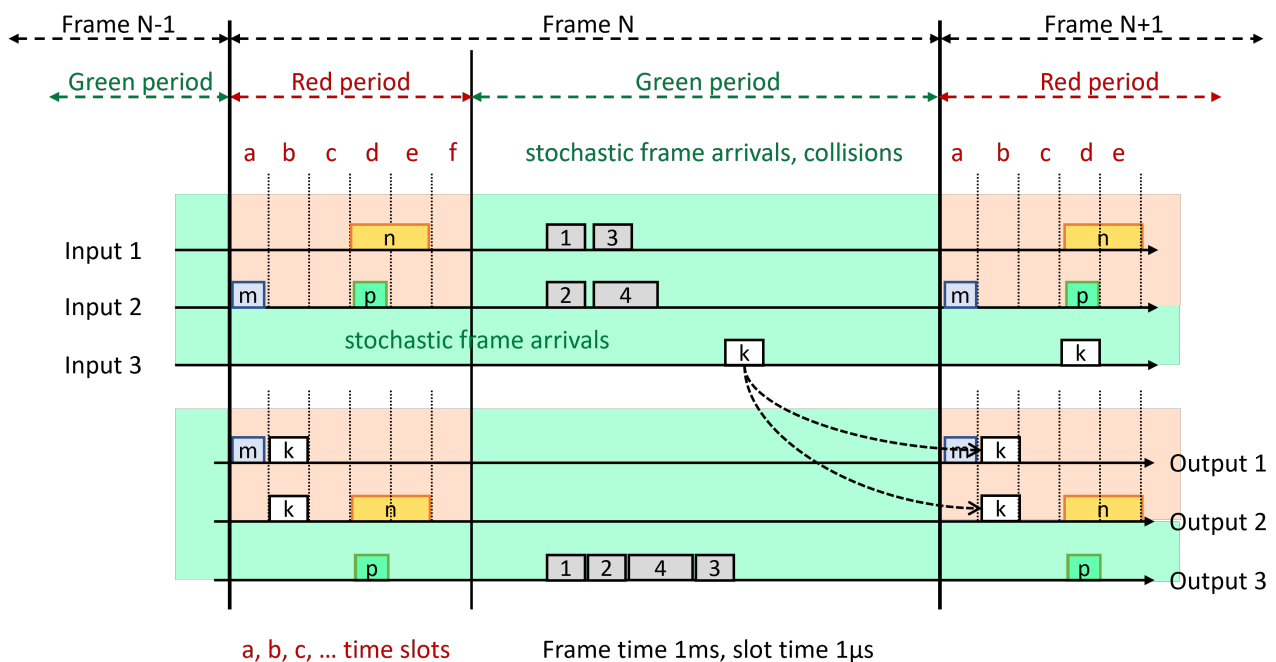 Frame N-1 Frame N Frame N+1
Green period Red period Green period Red period
a b c d e f stochastic frame arrivals, collisions a b c d e
Input 1 n 1 3 n
Input 2 m p 2 4 m p
stochastic frame arrivals
Input 3 k k
m k m k Output 1
k n k n Output 2
p 1 2 4 3 p Output 3
a, b, c, … time slots Frame time 1ms, slot time 1μs